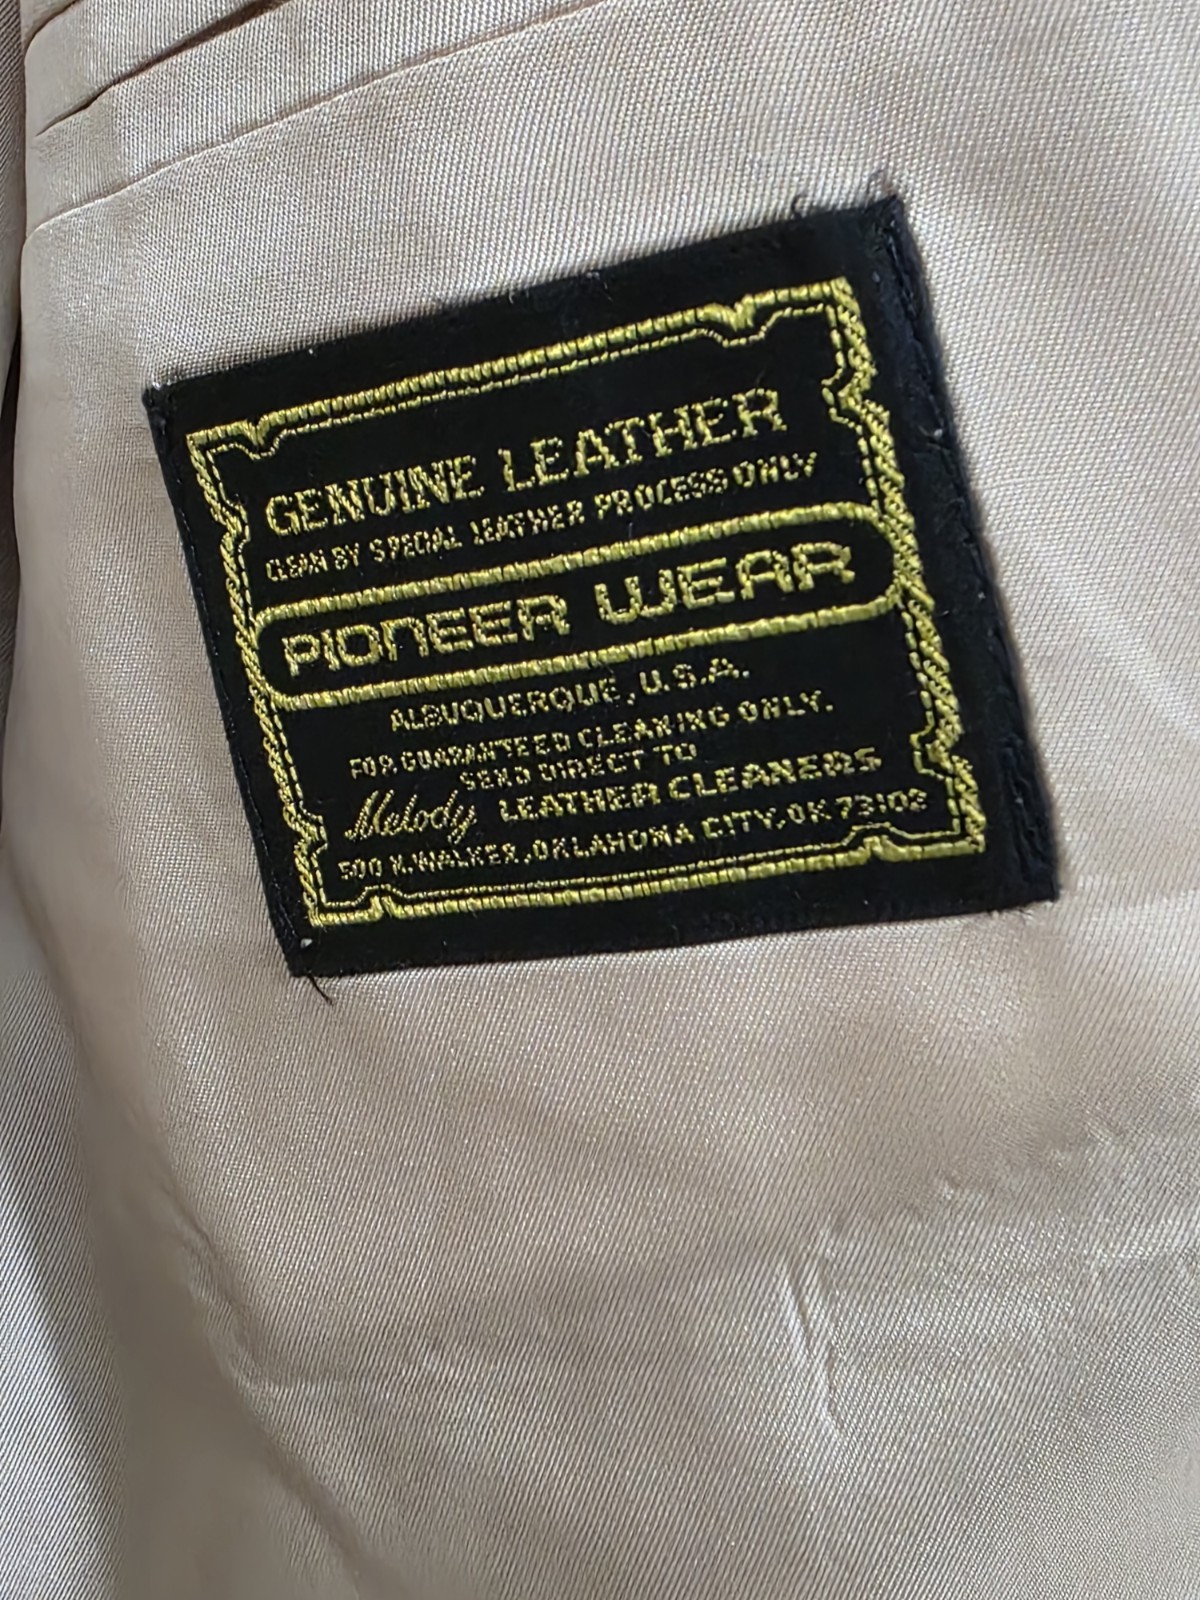 GENUINE LEATHER
CLEAN BY SPECIAL LEATHER PROCESS ONLY
PIONEER WEAR
ALBUQUERQUE, U.S.A.
FOR GUARANTEED CLEANING ONLY.
SEND DIRECT TO
Melody LEATHER CLEANERS
500 N. WALKER, OKLAHOMA CITY, OK 73102